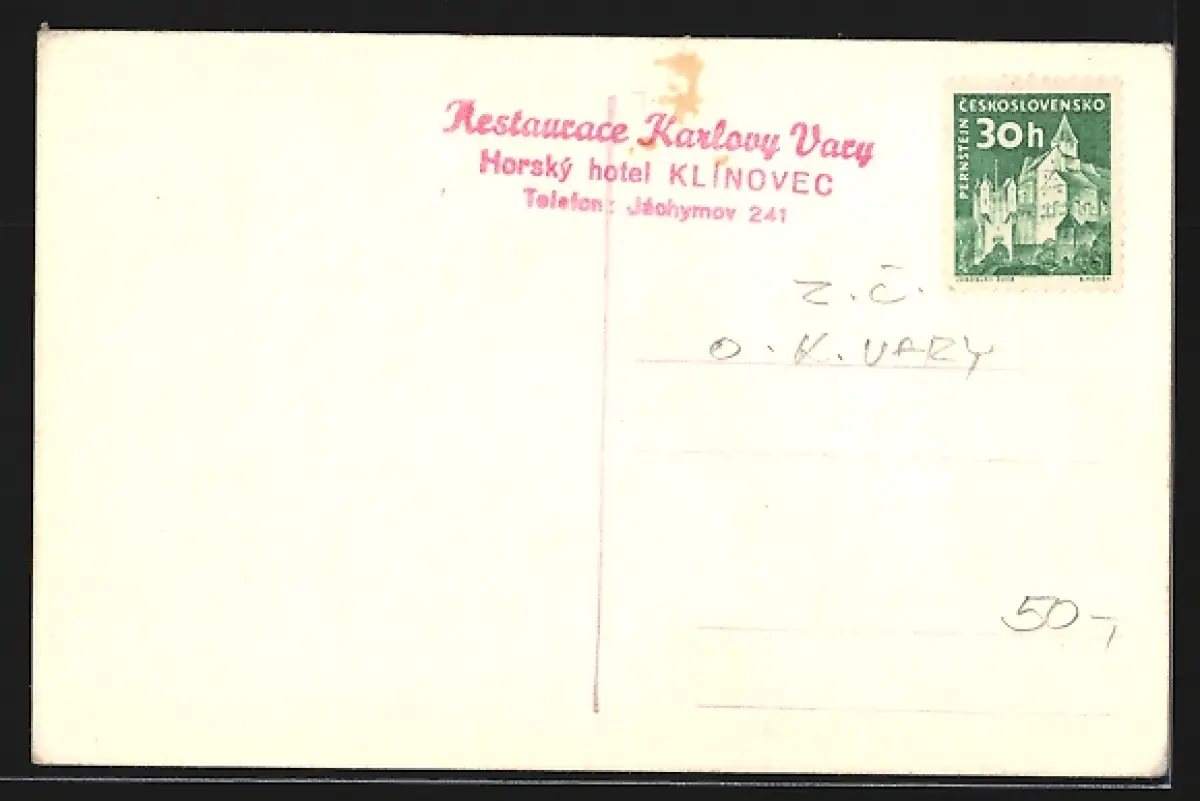 Restaurace Karlovy Vary
Horský hotel KLÍNOVEC
Telefon: Jáchymov 241
ČESKOSLOVENSKO
30h
PERNŠTEJN
Z.Č.
O.K.VARY
50,-